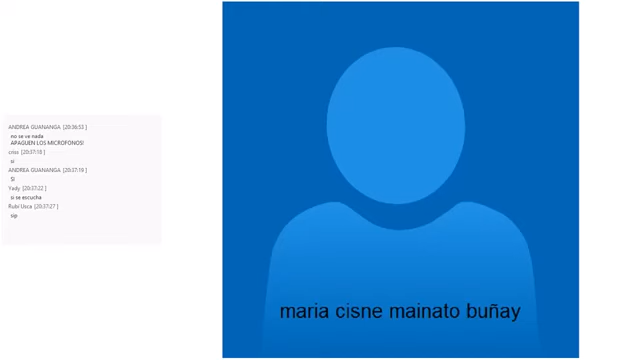 ANDREA GUANANGA [20:36:53 ]
no se ve nada
APAGUEN LOS MICROFONOS!
criss [20:37:18 ]
si
ANDREA GUANANGA [20:37:19 ]
SI
Yady [20:37:22 ]
si se escucha
Rubí Usca [20:37:27 ]
sip
maria cisne mainato buñay